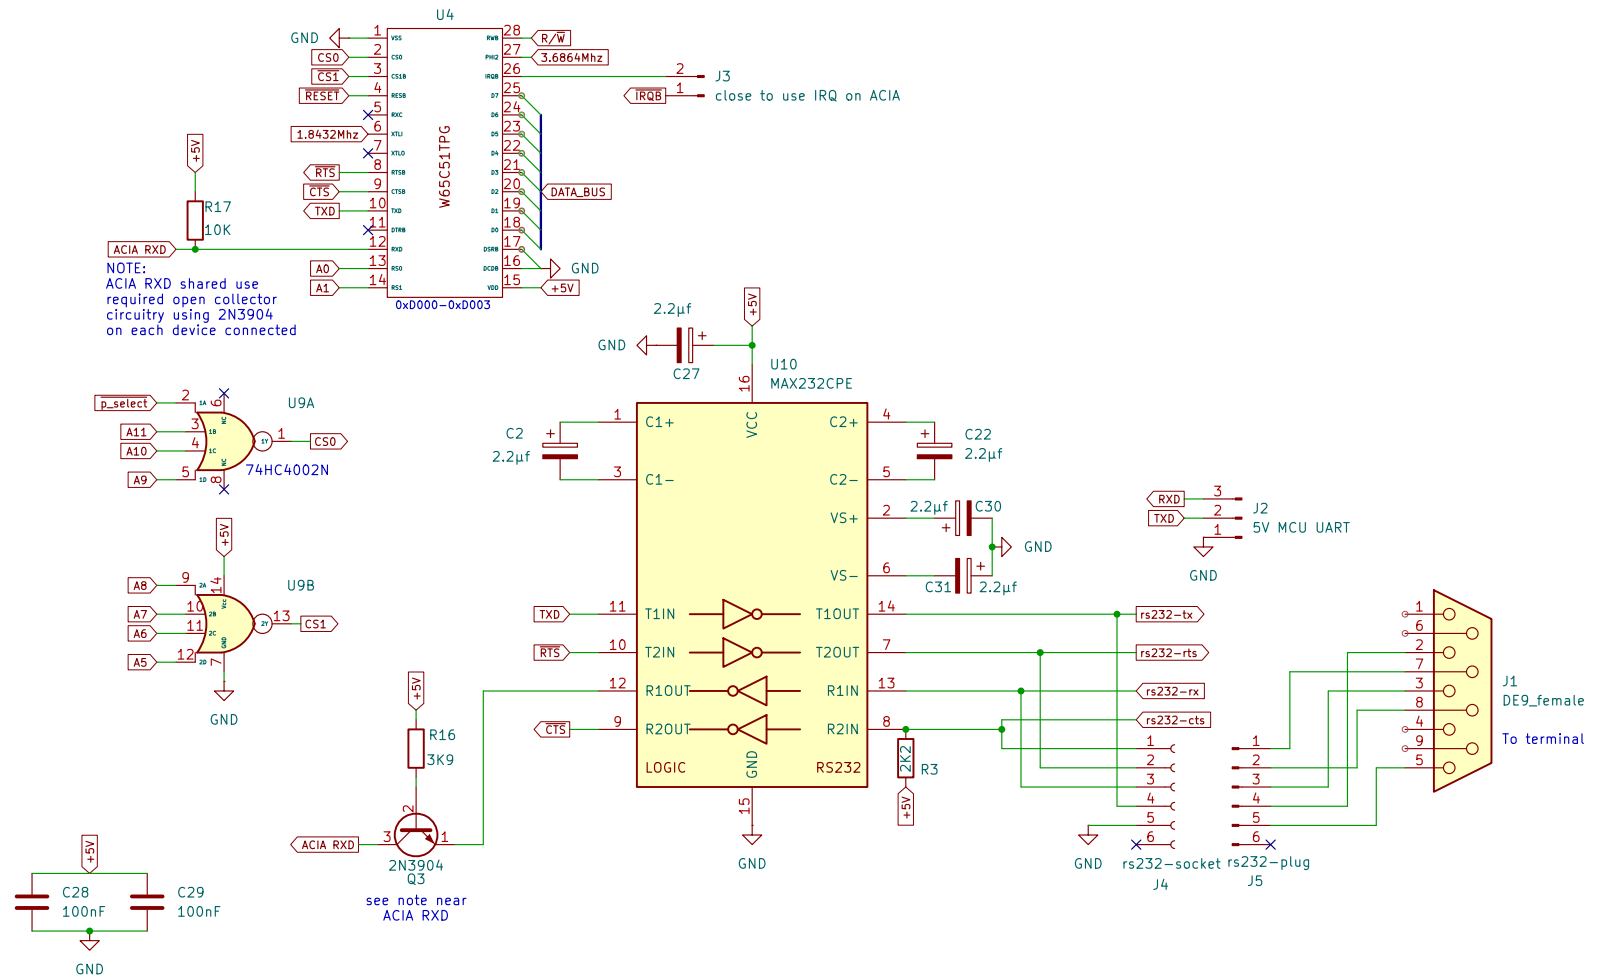 U4
GND
CS0
CS1
RESET
1.8432Mhz
RTS
CTS
TXD
ACIA RXD
A0
A1
1
2
3
4
5
6
7
8
9
10
11
12
13
14
VSS
CS0
CS1B
RESB
RXC
XTLI
XTLO
RTSB
CTSB
TXD
DTRB
RXD
RS0
RS1
W65C51TPG
RWB
PHI2
IRQB
D7
D6
D5
D4
D3
D2
D1
D0
DSRB
DCDB
VDD
28
27
26
25
24
23
22
21
20
19
18
17
16
15
R/W
3.6864Mhz
DATA_BUS
GND
+5V
0xD000-0xD003
2
1
IRQB
J3
close to use IRQ on ACIA
+5V
R17
10K
NOTE:
ACIA RXD shared use
required open collector
circuitry using 2N3904
on each device connected
p_select
A11
A10
A9
2
3
4
5
1A
1B
1C
1D
6
NC
NC
8
1Y
1
CS0
U9A
74HC4002N
+5V
14
Vcc
A8
A7
A6
A5
9
10
11
12
2A
2B
2C
2D
GND
7
2Y
13
CS1
U9B
GND
+5V
R16
3K9
2
3
1
ACIA RXD
2N3904
Q3
see note near
ACIA RXD
+5V
C28
100nF
C29
100nF
GND
2.2µf
GND
C27
+5V
16
U10
MAX232CPE
VCC
C1+
C1-
T1IN
T2IN
R1OUT
R2OUT
LOGIC
GND
RS232
C2+
C2-
VS+
VS-
T1OUT
T2OUT
R1IN
R2IN
1
3
11
10
12
9
4
5
2
6
14
7
13
8
15
GND
C2
2.2µf
C22
2.2µf
2.2µf
C30
GND
C31
2.2µf
TXD
RTS
CTS
2K2
R3
+5V
rs232-tx
rs232-rts
rs232-rx
rs232-cts
RXD
TXD
3
2
1
J2
5V MCU UART
GND
1
2
3
4
5
6
GND
rs232-socket
J4
1
2
3
4
5
6
rs232-plug
J5
1
6
2
7
3
8
4
9
5
J1
DE9_female
To terminal